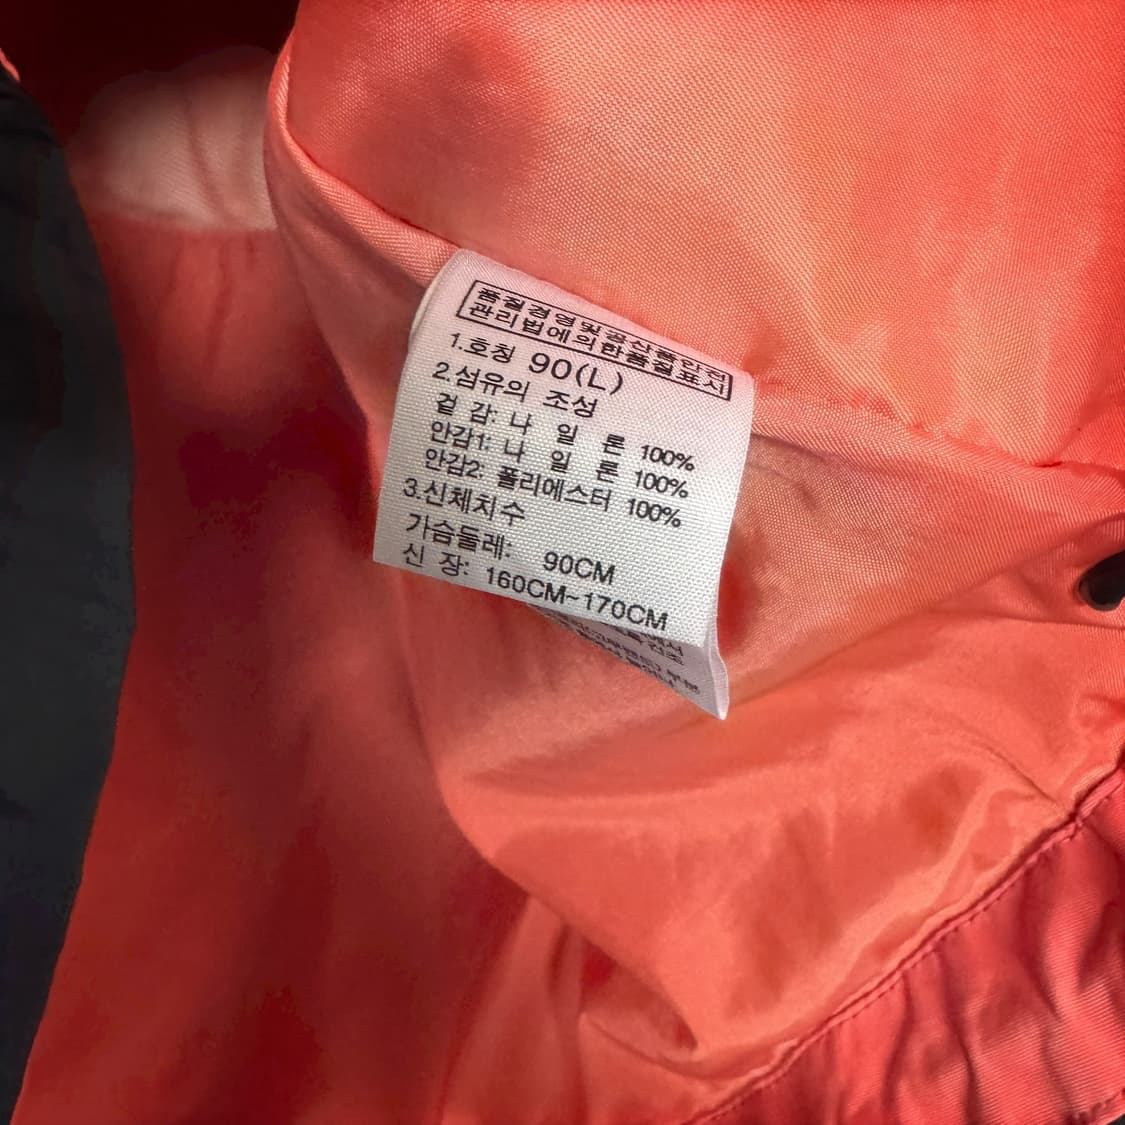 품질경영및공산품안전
관리법에의한품질표시
1.호칭 90(L)
2.섬유의 조성
겉 감: 나 일 론 100%
안감1: 나 일 론 100%
안감2: 폴리에스터 100%
3.신체치수
가슴둘레: 90CM
신 장: 160CM~170CM